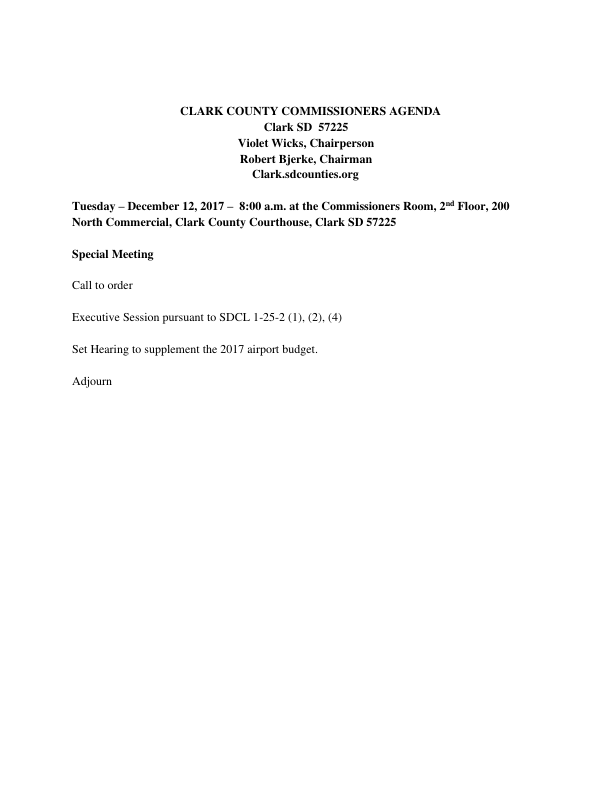 CLARK COUNTY COMMISSIONERS AGENDA
Clark SD  57225
Violet Wicks, Chairperson
Robert Bjerke, Chairman
Clark.sdcounties.org
Tuesday – December 12, 2017 –  8:00 a.m. at the Commissioners Room, 2nd Floor, 200
North Commercial, Clark County Courthouse, Clark SD 57225
Special Meeting
Call to order
Executive Session pursuant to SDCL 1-25-2 (1), (2), (4)
Set Hearing to supplement the 2017 airport budget.
Adjourn